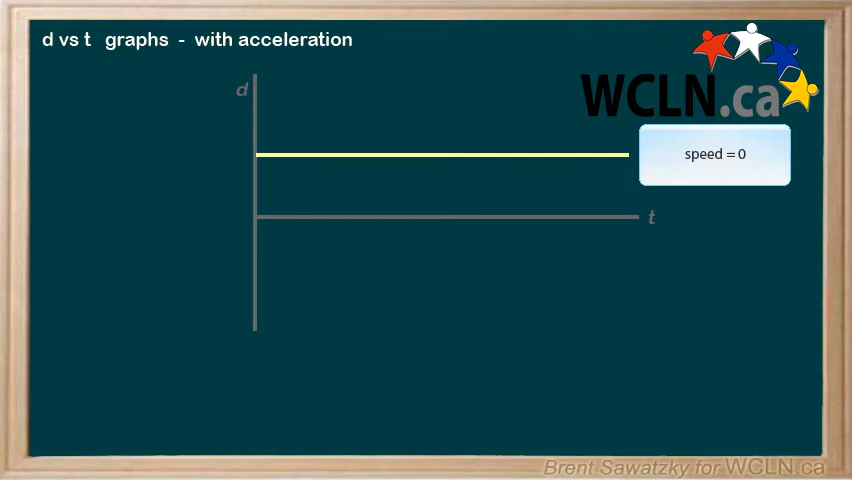 d vs t graphs - with acceleration
WCLN.ca
d
speed = 0
t
Brent Sawatzky for WCLN.ca